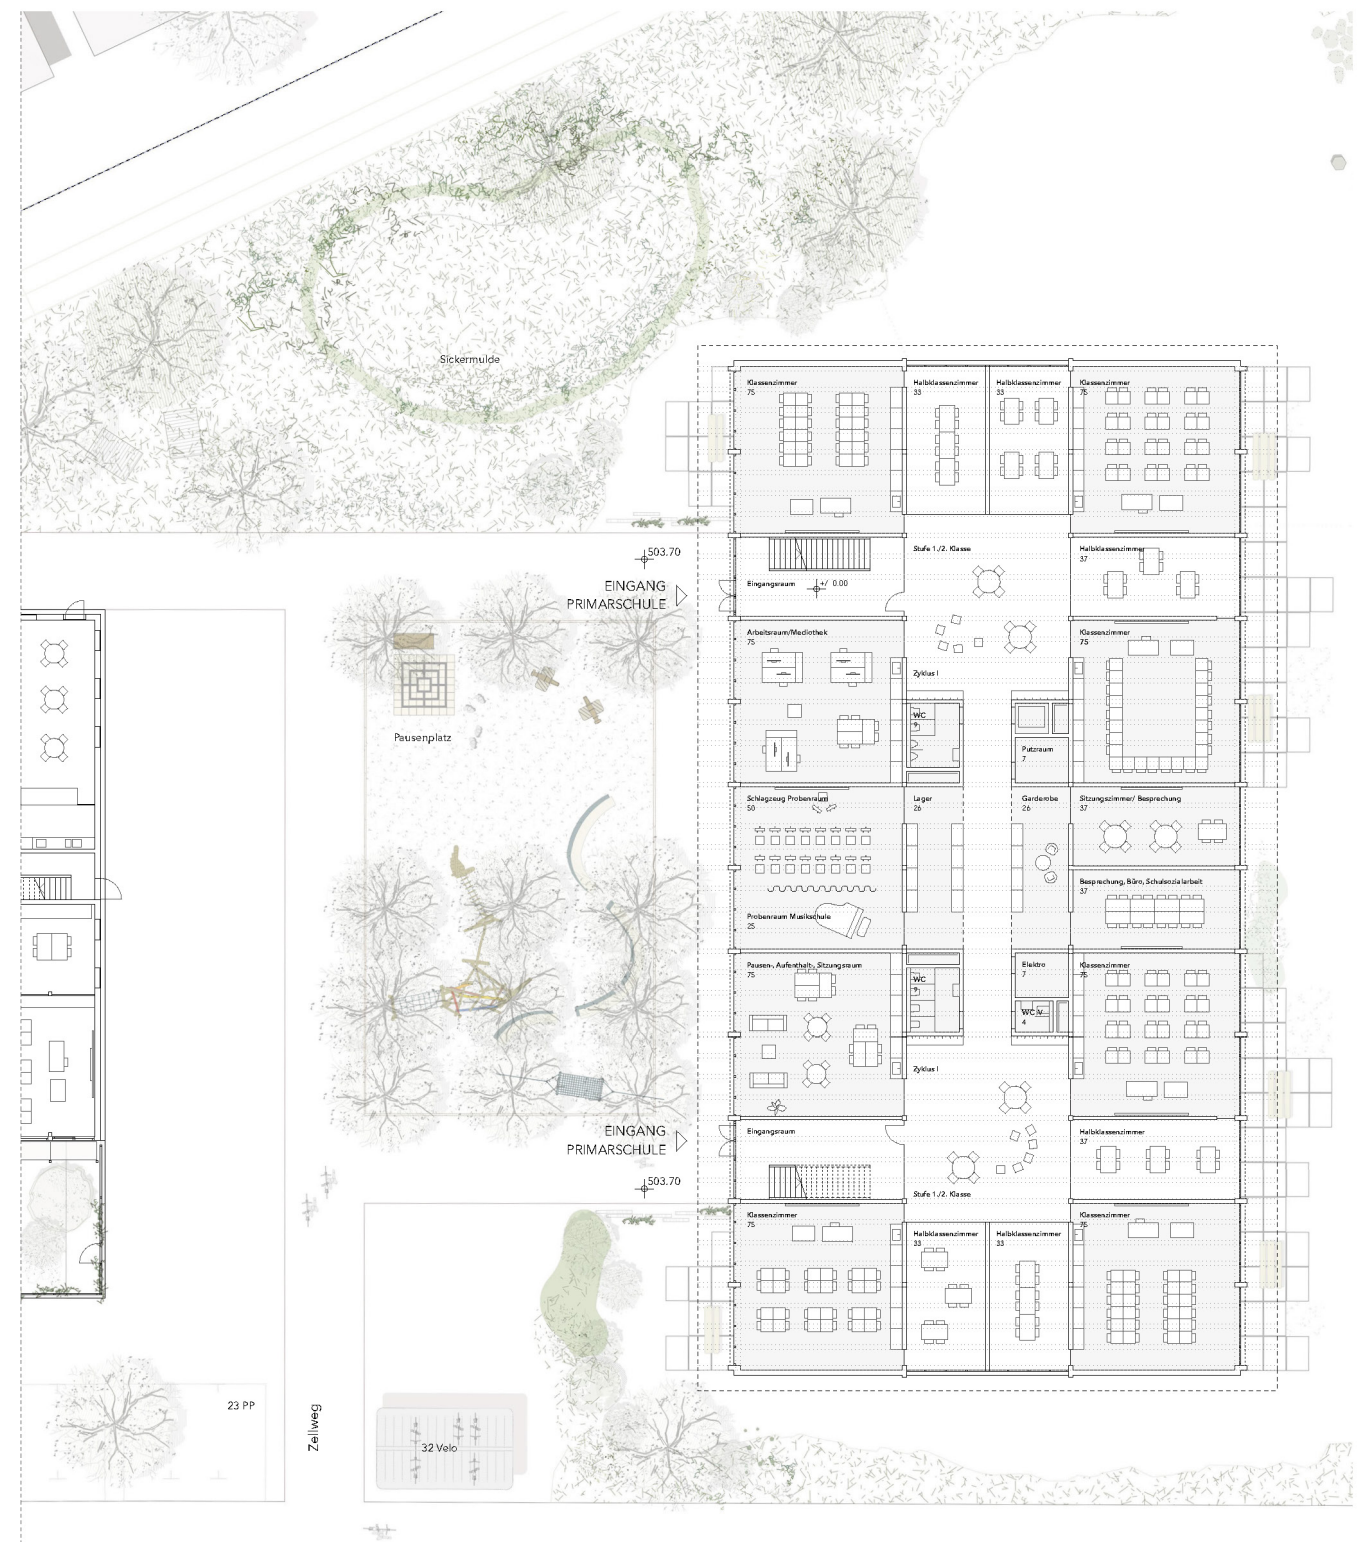 Sickermulde
Klassenzimmer
75
Halbklassenzimmer
33
Halbklassenzimmer
33
Klassenzimmer
75
503.70
EINGANG
PRIMARSCHULE
Eingangsraum
+/ 0.00
Stufe 1./2. Klasse
Halbklassenzimmer
37
Arbeitsraum/Mediothek
75
Zyklus I
Klassenzimmer
75
WC
9
Putzraum
7
Pausenplatz
Schlagzeug Probenraum
50
Lager
26
Garderobe
26
Sitzungszimmer/ Besprechung
37
Besprechung, Büro, Schulsozialarbeit
37
Probenraum Musikschule
25
Pausen-, Aufenthalt-, Sitzungsraum
75
WC
9
Elektro
7
WC IV
4
Klassenzimmer
75
Zyklus I
EINGANG
PRIMARSCHULE
503.70
Eingangsraum
Halbklassenzimmer
37
Stufe 1./2. Klasse
Klassenzimmer
75
Halbklassenzimmer
33
Halbklassenzimmer
33
Klassenzimmer
75
23 PP
Zellweg
32 Velo